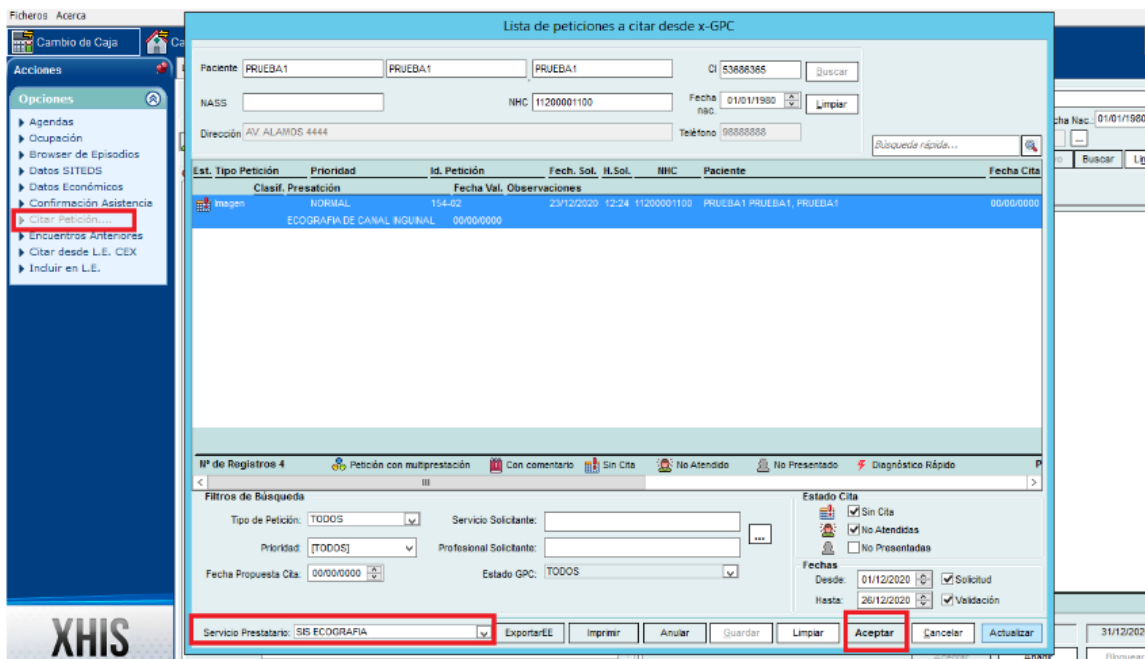 Ficheros Acerca
Lista de peticiones a citar desde x-GPC
Cambio de Caja
Acciones
Opciones
Agendas
Ocupación
Browser de Episodios
Datos SITEDS
Datos Económicos
Confirmación Asistencia
Citar Petición....
Encuentros Anteriores
Citar desde L.E. CEX
Incluir en L.E.
XHIS
Paciente PRUEBA1 PRUEBA1 PRUEBA1 CI 53686365 Buscar
NASS NHC 11200001100 Fecha nac. 01/01/1980 Limpiar
Dirección AV. ALAMOS 4444 Teléfono 98888888
Búsqueda rápida...
Est. Tipo Petición Prioridad Id. Petición Fech. Sol. H.Sol. NHC Paciente Fecha Cita
Clasif. Presatción Fecha Val. Observaciones
Imagen NORMAL 154-02 23/12/2020 12:24 11200001100 PRUEBA1 PRUEBA1, PRUEBA1 00/00/0000
ECOGRAFIA DE CANAL INGUINAL 00/00/0000
Nº de Registros 4 Petición con multiprestación Con comentario Sin Cita No Atendido No Presentado Diagnóstico Rápido P
Filtros de Búsqueda
Tipo de Petición: TODOS Servicio Solicitante:
Prioridad: [TODOS] Profesional Solicitante: ...
Fecha Propuesta Cita: 00/00/0000 Estado GPC: TODOS
Estado Cita
Sin Cita
No Atendidas
No Presentadas
Fechas
Desde: 01/12/2020 Solicitud
Hasta: 26/12/2020 Validación
Servicio Prestatario: SIS ECOGRAFIA ExportarEE Imprimir Anular Guardar Limpiar Aceptar Cancelar Actualizar
cha Nac.: 01/01/1980
...
Buscar
31/12/202
Bloquear